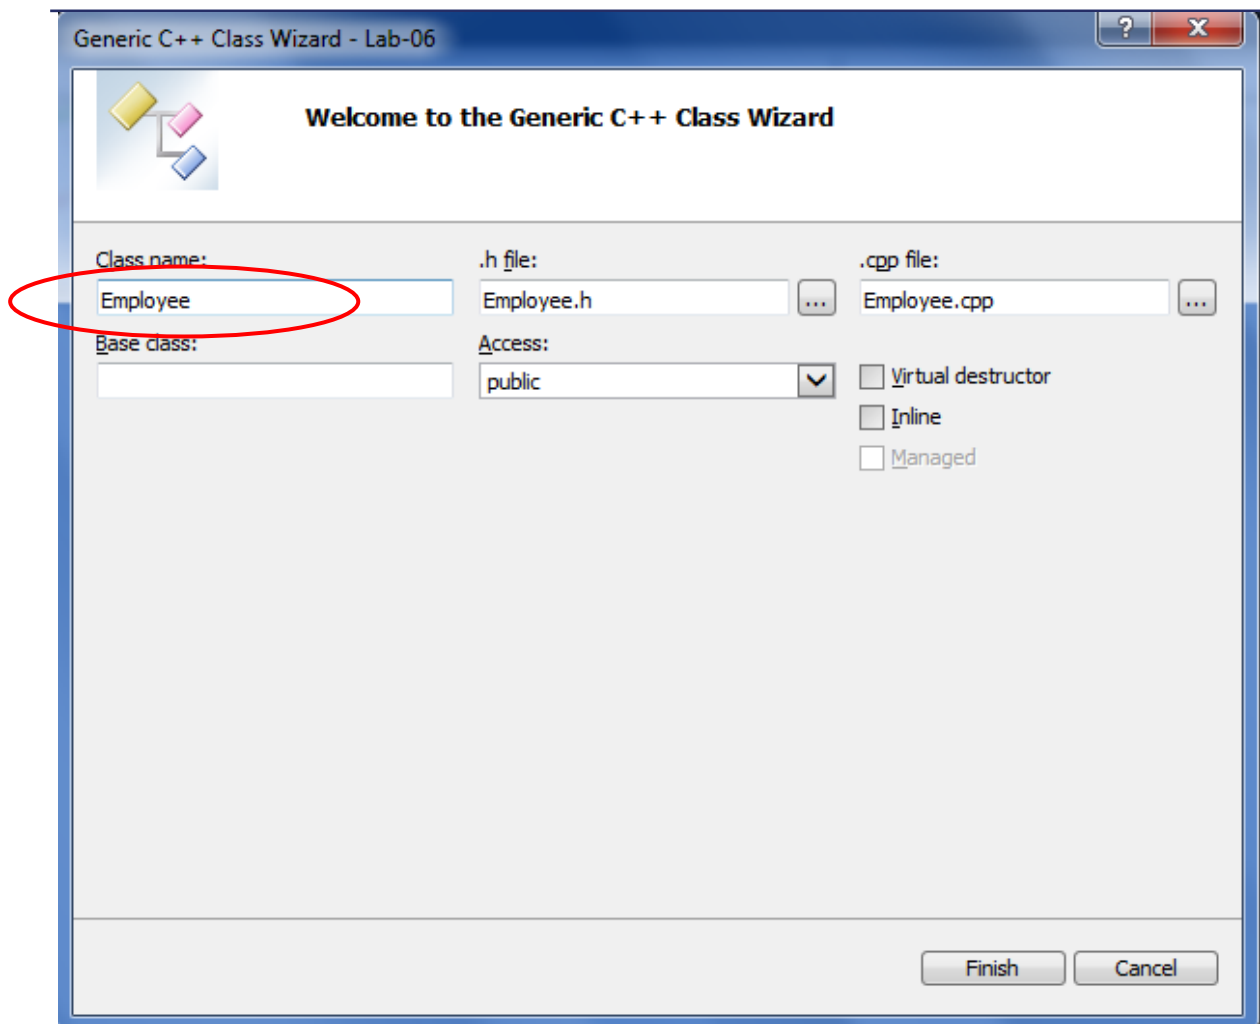 Generic C++ Class Wizard - Lab-06
?
X
Welcome to the Generic C++ Class Wizard
Class name: .h file: .cpp file:
Employee Employee.h ... Employee.cpp ...
Base class: Access:
public Virtual destructor
Inline
Managed
Finish Cancel